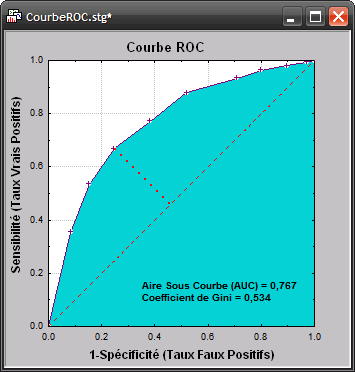 CourbeROC.stg*
Courbe ROC
Sensibilité (Taux Vrais Positifs)
1.0
0.8
0.6
0.4
0.2
0.0
Aire Sous Courbe (AUC) = 0,767
Coefficient de Gini = 0,534
0.0 0.2 0.4 0.6 0.8 1.0
1-Spécificité (Taux Faux Positifs)